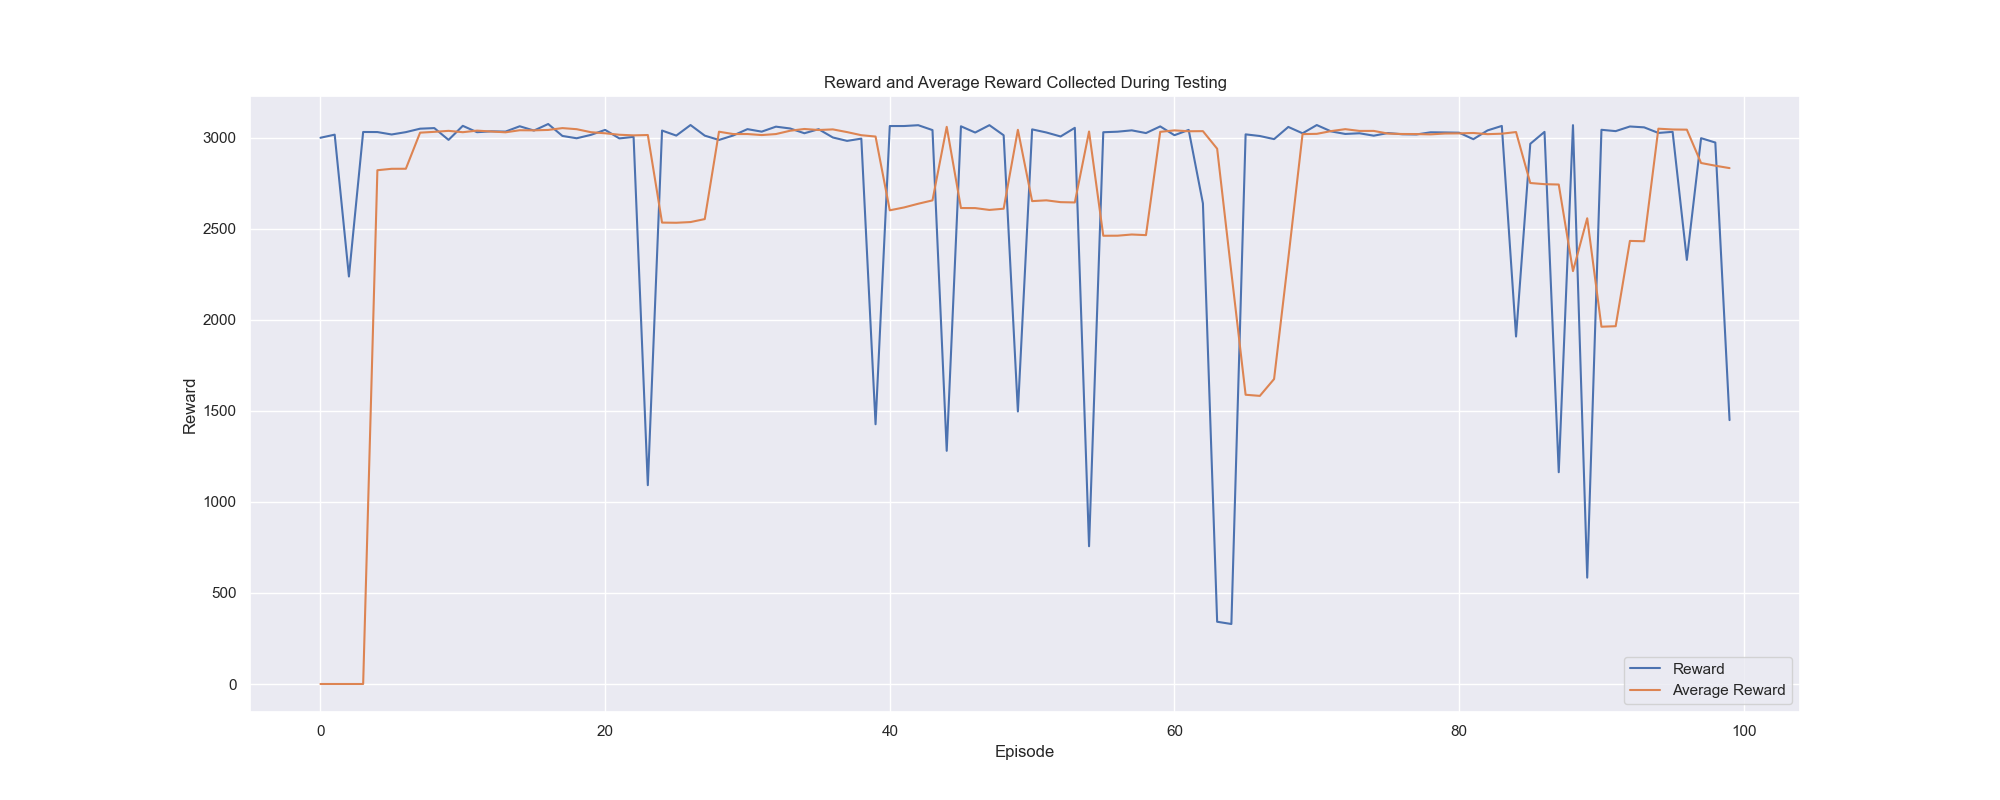 Reward and Average Reward Collected During Testing
3000
2500
2000
1500
1000
500
0
Reward
0 20 40 60 80 100
Episode
Reward
Average Reward